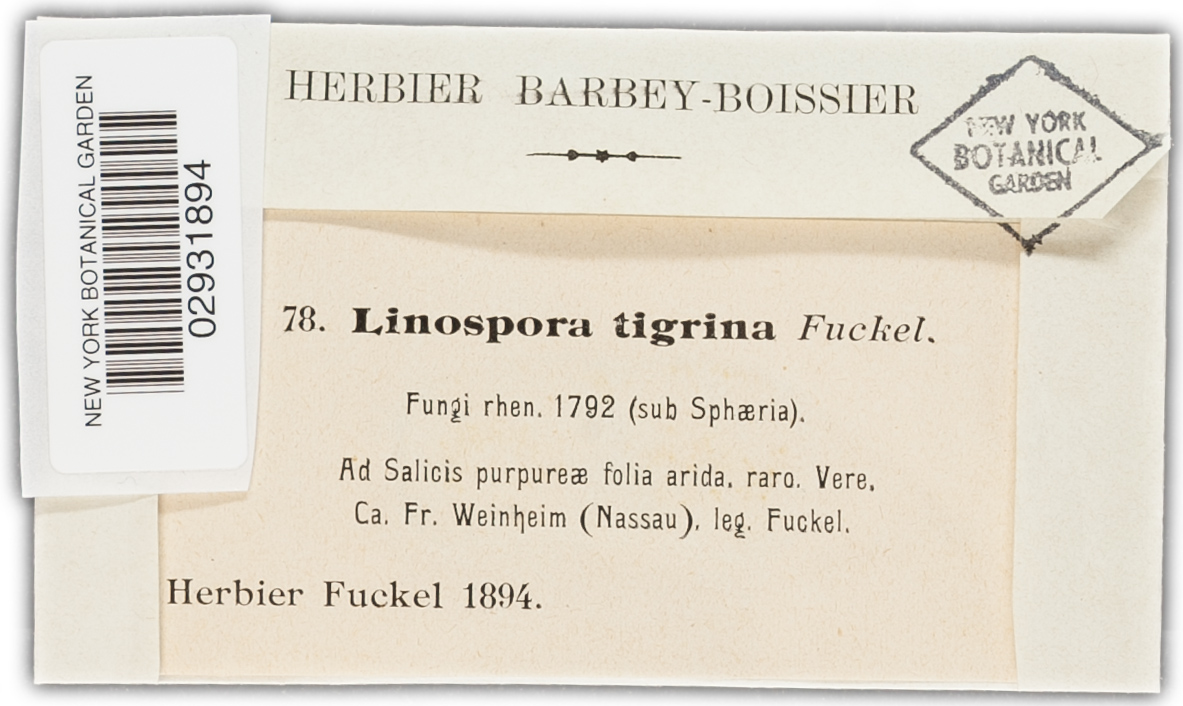 NEW YORK BOTANICAL GARDEN
02931894
HERBIER BARBEY-BOISSIER
NEW YORK
BOTANICAL
GARDEN
78. Linospora tigrina Fuckel.
Fungi rhen. 1792 (sub Sphæria).
Ad Salicis purpureæ folia arida. raro. Vere.
Ca. Fr. Weinheim (Nassau). leg. Fuckel.
Herbier Fuckel 1894.